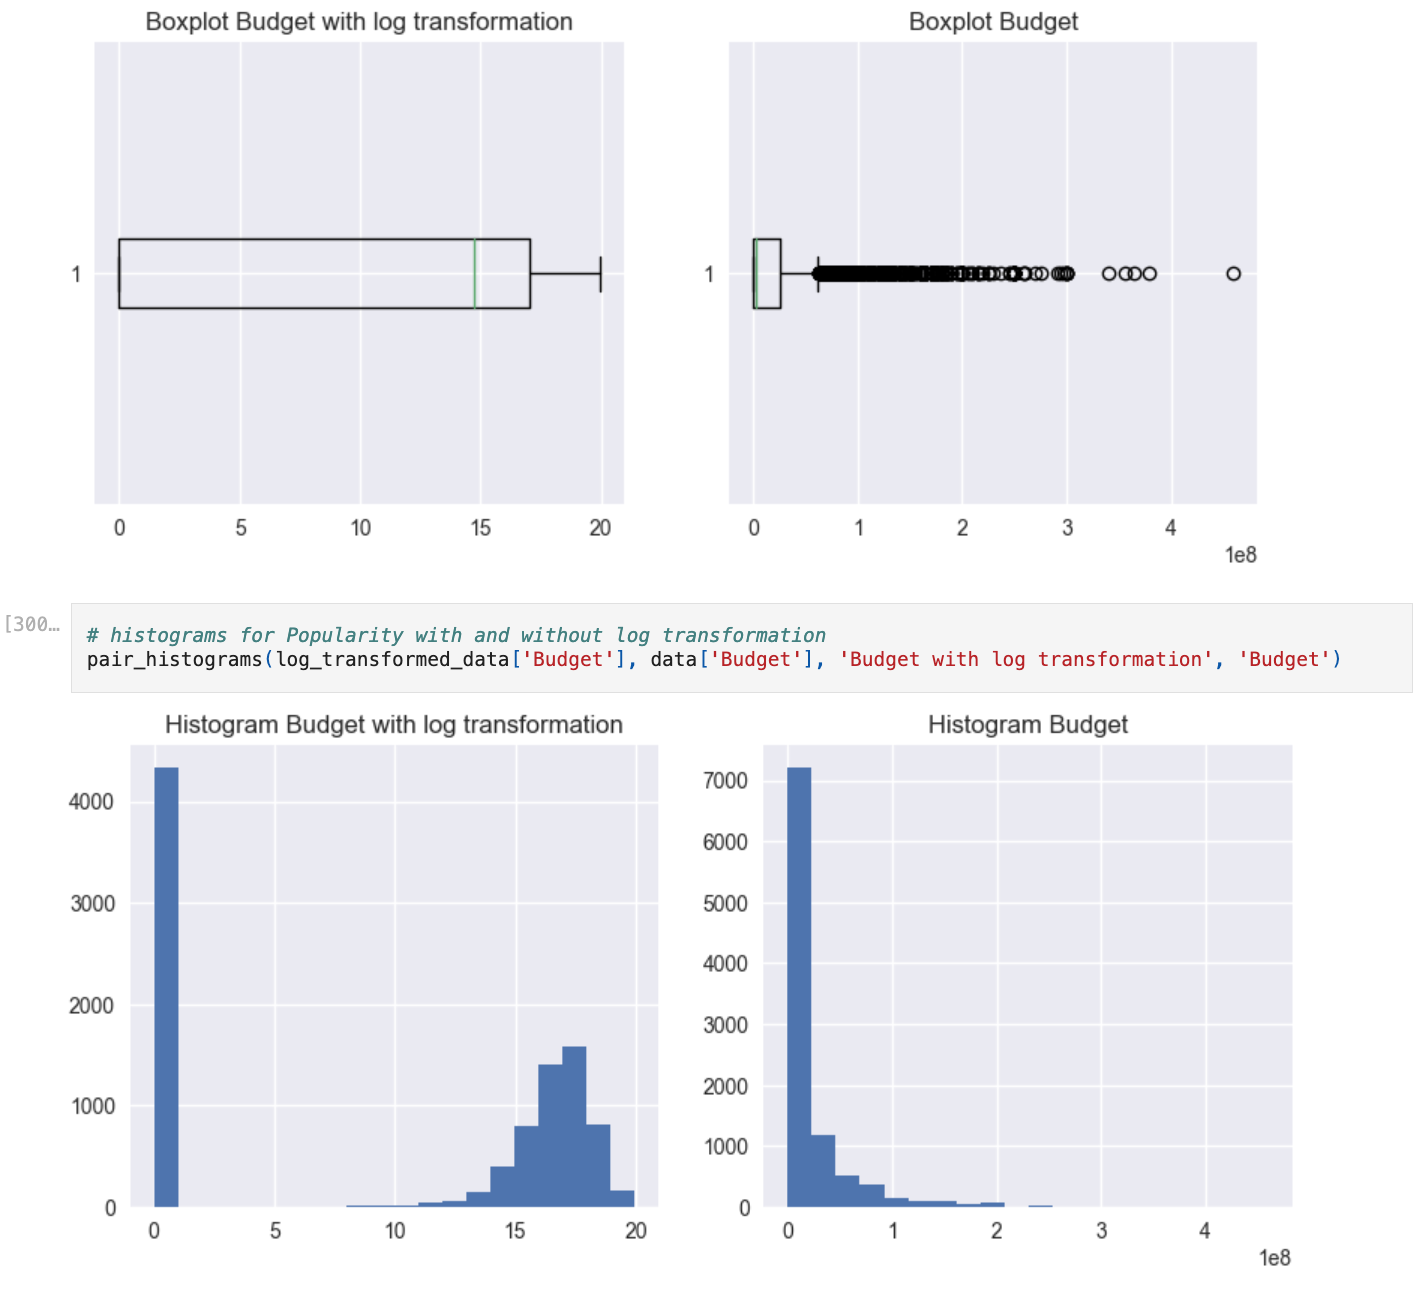 Boxplot Budget with log transformation
Boxplot Budget
1
1
0 5 10 15 20
0 1 2 3 4
1e8
[300…
# histograms for Popularity with and without log transformation
pair_histograms(log_transformed_data['Budget'], data['Budget'], 'Budget with log transformation', 'Budget')
Histogram Budget with log transformation
Histogram Budget
4000
3000
2000
1000
0
0 5 10 15 20
7000
6000
5000
4000
3000
2000
1000
0
0 1 2 3 4
1e8